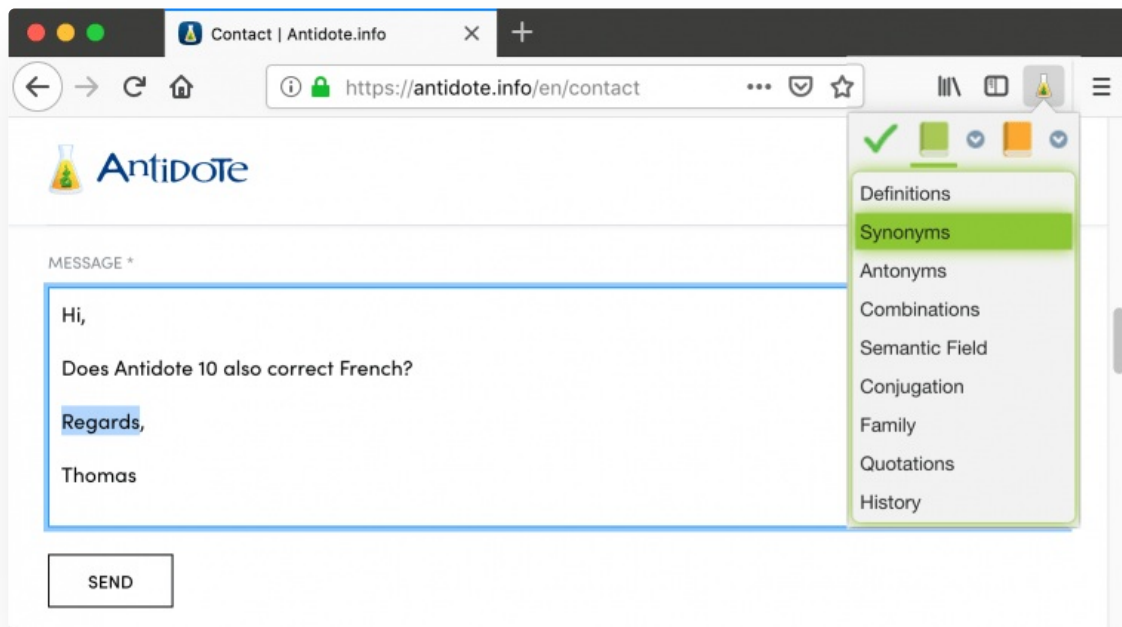 Contact | Antidote.info
https://antidote.info/en/contact
Antidote
MESSAGE *
Hi,
Does Antidote 10 also correct French?
Regards,
Thomas
SEND
Definitions
Synonyms
Antonyms
Combinations
Semantic Field
Conjugation
Family
Quotations
History